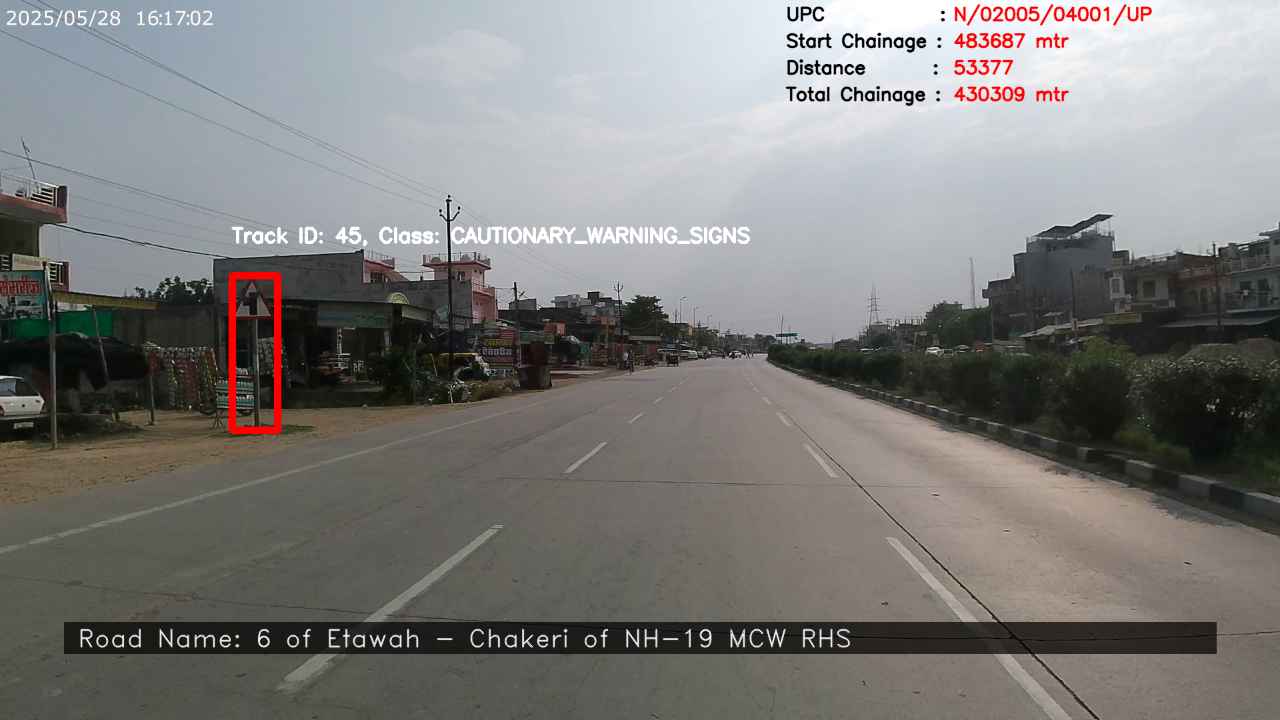 2025/05/28 16:17:02
UPC : N/02005/04001/UP
Start Chainage : 483687 mtr
Distance : 53377
Total Chainage : 430309 mtr
Track ID: 45, Class: CAUTIONARY_WARNING_SIGNS
Road Name: 6 of Etawah - Chakeri of NH-19 MCW RHS